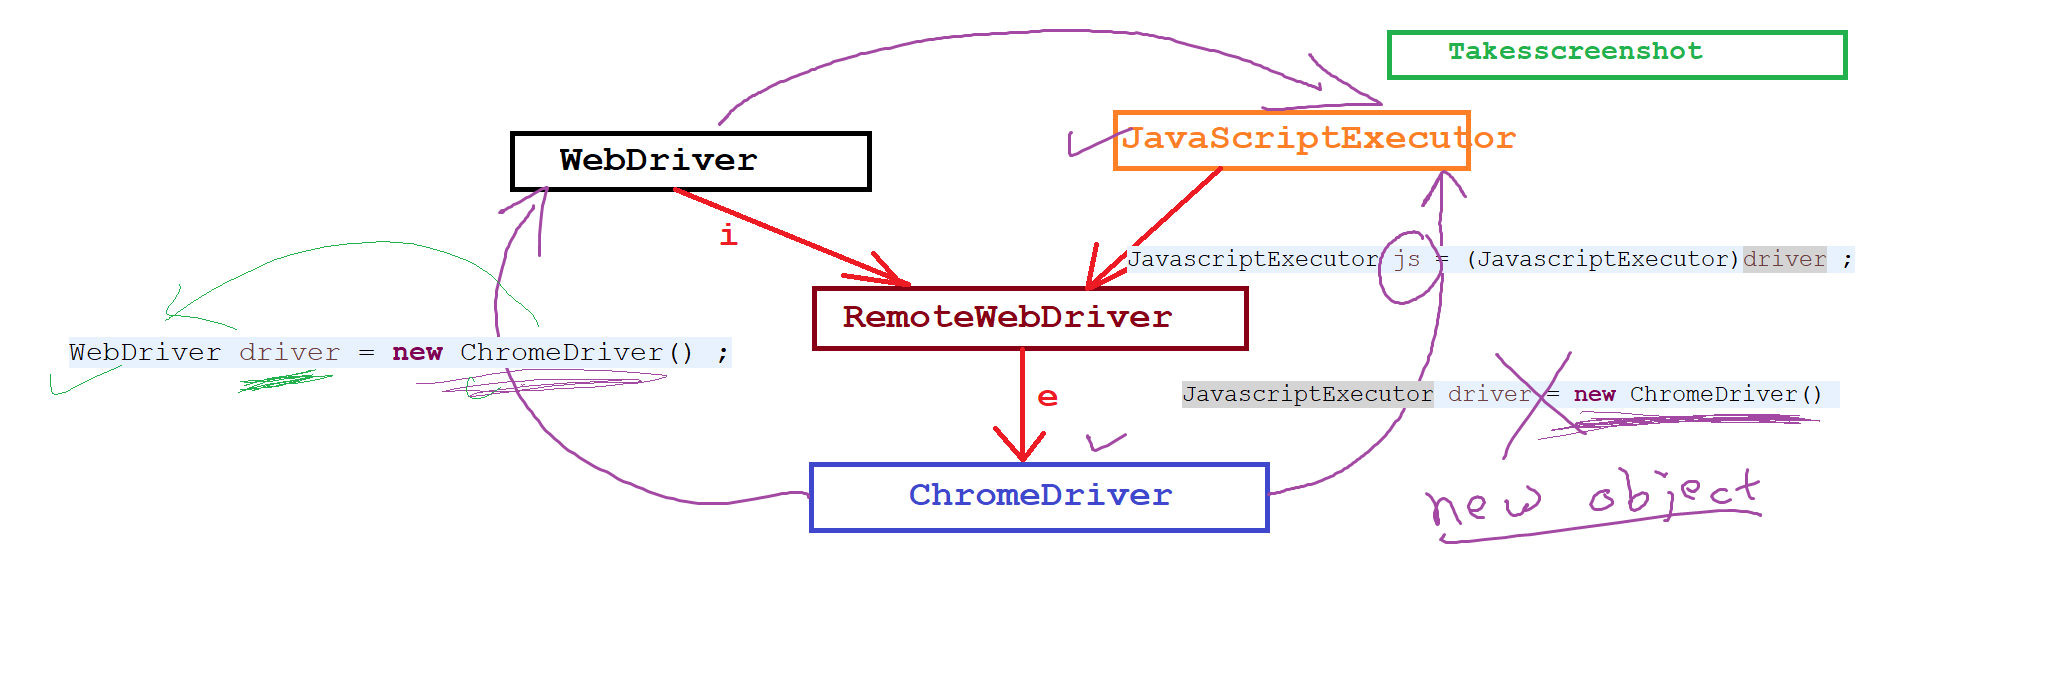 Takesscreenshot
JavaScriptExecutor
WebDriver
i
JavascriptExecutor js = (JavascriptExecutor)driver ;
RemoteWebDriver
WebDriver driver = new ChromeDriver() ;
e
JavascriptExecutor driver = new ChromeDriver()
ChromeDriver
new object